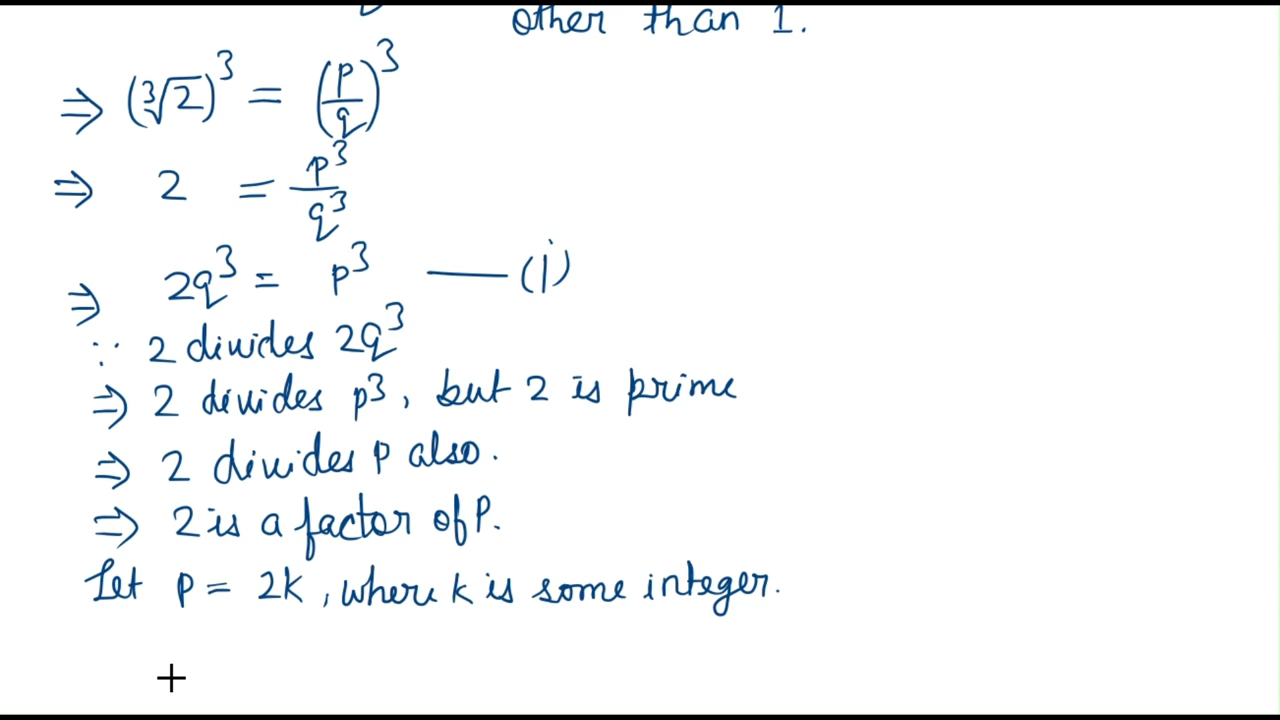 other than 1.
⇒ (∛2)³ = (p/q)³
⇒ 2 = p³/q³
⇒ 2q³ = p³ —— (i)
∵ 2 divides 2q³
⇒ 2 divides p³, but 2 is prime
⇒ 2 divides p also.
⇒ 2 is a factor of P.
Let p = 2k, where k is some integer.